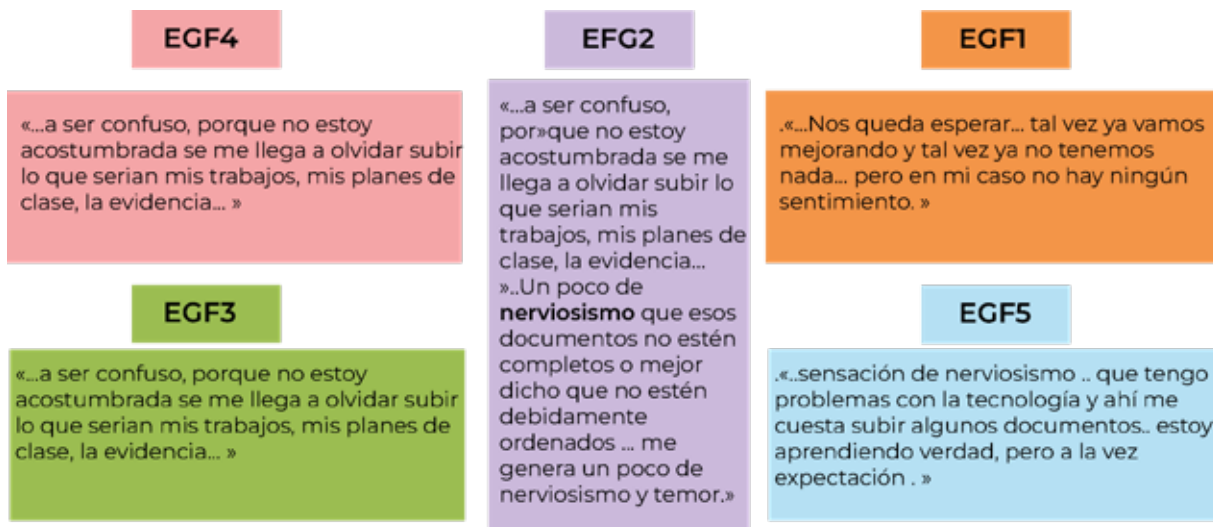 EGF4
«...a ser confuso, porque no estoy
acostumbrada se me llega a olvidar subir
lo que serian mis trabajos, mis planes de
clase, la evidencia... »
EGF3
«...a ser confuso, porque no estoy
acostumbrada se me llega a olvidar subir
lo que serian mis trabajos, mis planes de
clase, la evidencia... »
EFG2
«...a ser confuso,
por»que no estoy
acostumbrada se me
llega a olvidar subir lo
que serian mis
trabajos, mis planes de
clase, la evidencia...
»..Un poco de
nerviosismo que esos
documentos no estén
completos o mejor
dicho que no estén
debidamente
ordenados ... me
genera un poco de
nerviosismo y temor.»
EGF1
.«...Nos queda esperar... tal vez ya vamos
mejorando y tal vez ya no tenemos
nada... pero en mi caso no hay ningún
sentimiento. »
EGF5
.«..sensación de nerviosismo .. que tengo
problemas con la tecnología y ahí me
cuesta subir algunos documentos.. estoy
aprendiendo verdad, pero a la vez
expectación . »